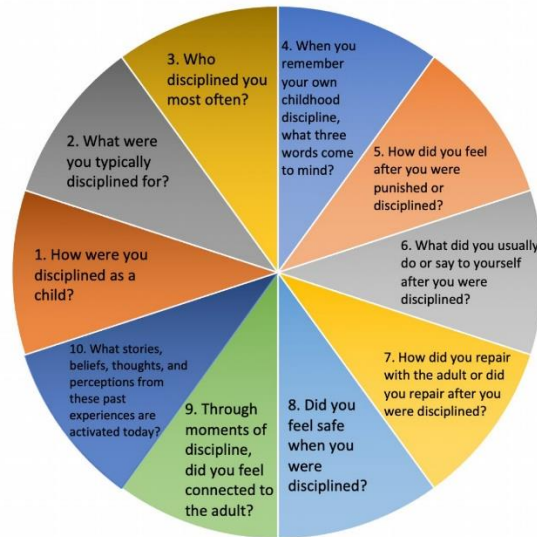 1. How were you
disciplined as a
child?
2. What were
you typically
disciplined for?
3. Who
disciplined you
most often?
4. When you
remember
your own
childhood
discipline,
what three
words come
to mind?
5. How did you feel
after you were
punished or
disciplined?
6. What did you usually
do or say to yourself
after you were
disciplined?
7. How did you repair
with the adult or did
you repair after you
were disciplined?
8. Did you
feel safe
when you
were
disciplined?
9. Through
moments of
discipline,
did you feel
connected to
the adult?
10. What stories,
beliefs, thoughts, and
perceptions from
these past
experiences are
activated today?